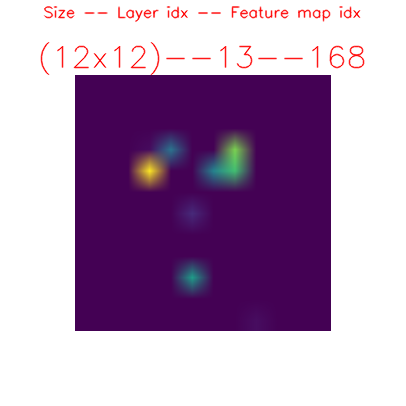 Size -- Layer idx -- Feature map idx
(12x12)--13--168